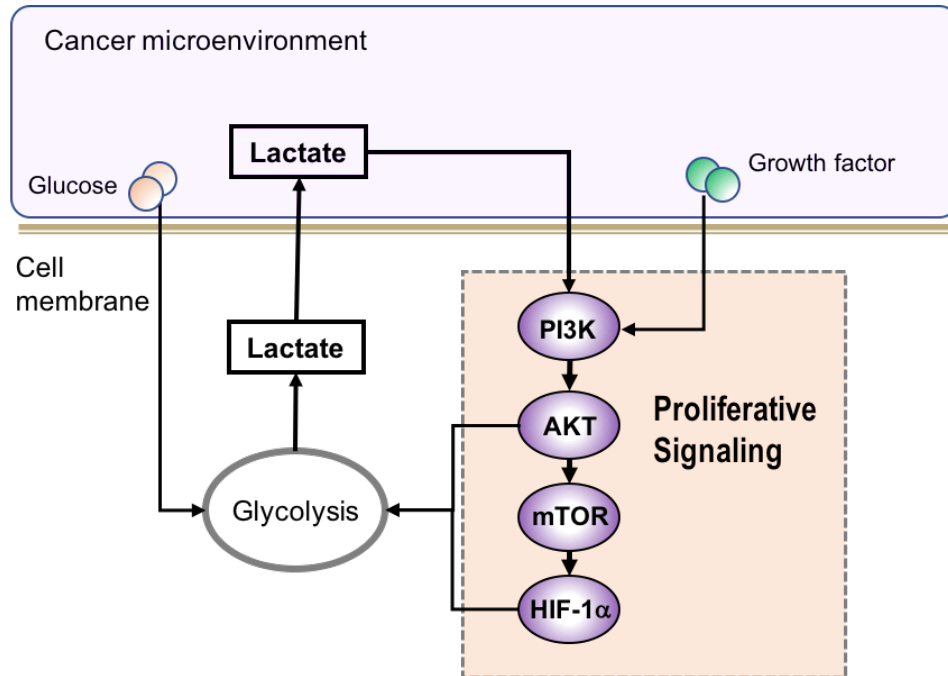 Cancer microenvironment
Lactate
Glucose
Growth factor
Cell
membrane
PI3K
Lactate
AKT
Proliferative
Signaling
Glycolysis
mTOR
HIF-1α